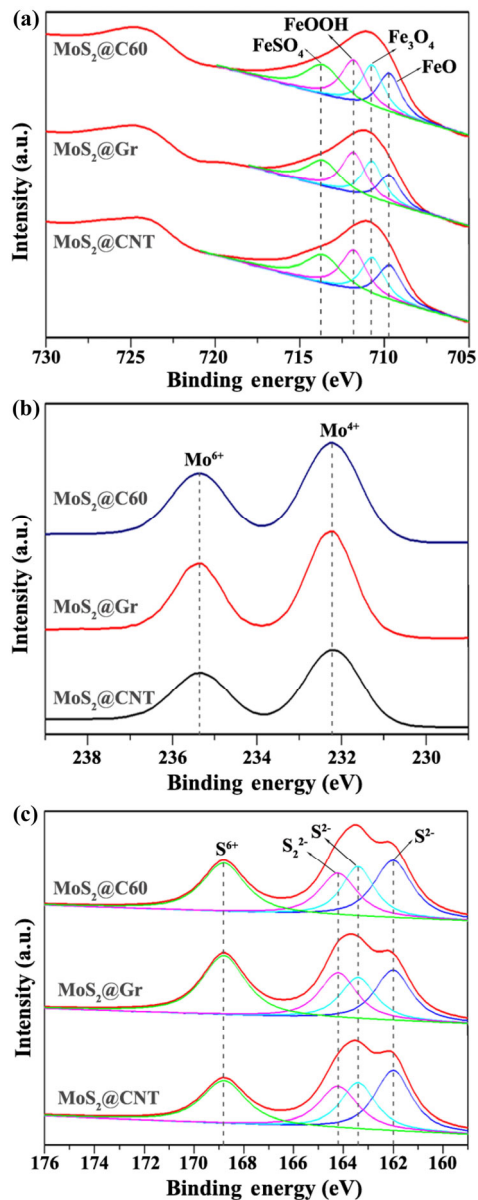 (a)
MoS2@C60
FeSO4
FeOOH
Fe3O4
FeO
MoS2@Gr
MoS2@CNT
Intensity (a.u.)
730 725 720 715 710 705
Binding energy (eV)
(b)
Mo6+
Mo4+
MoS2@C60
MoS2@Gr
MoS2@CNT
Intensity (a.u.)
238 236 234 232 230
Binding energy (eV)
(c)
S6+
S2 2-
S2-
S2-
MoS2@C60
MoS2@Gr
MoS2@CNT
Intensity (a.u.)
176 174 172 170 168 166 164 162 160
Binding energy (eV)